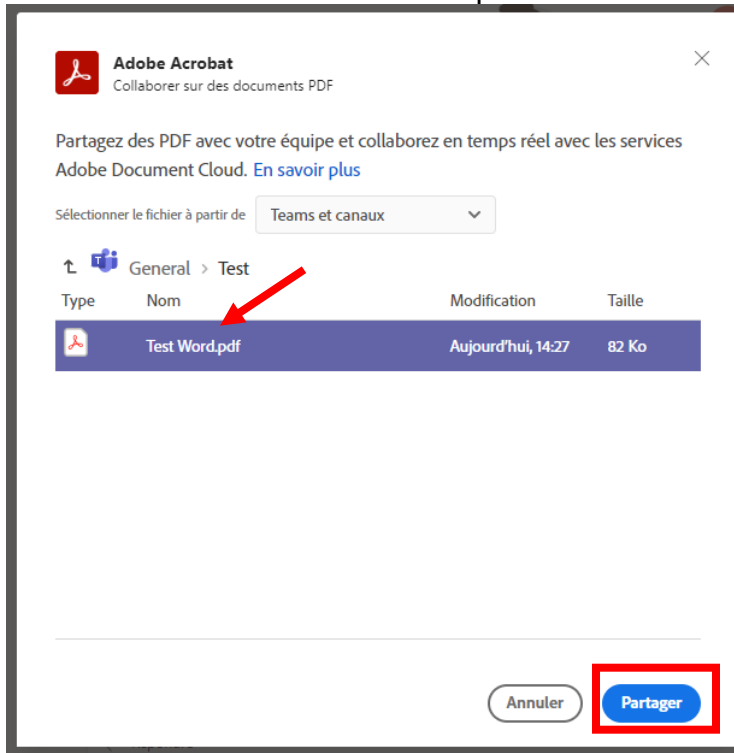 Adobe Acrobat
Collaborer sur des documents PDF
Partagez des PDF avec votre équipe et collaborez en temps réel avec les services
Adobe Document Cloud. En savoir plus
Sélectionner le fichier à partir de Teams et canaux
General > Test
Type Nom Modification Taille
Test Word.pdf Aujourd'hui, 14:27 82 Ko
Annuler Partager